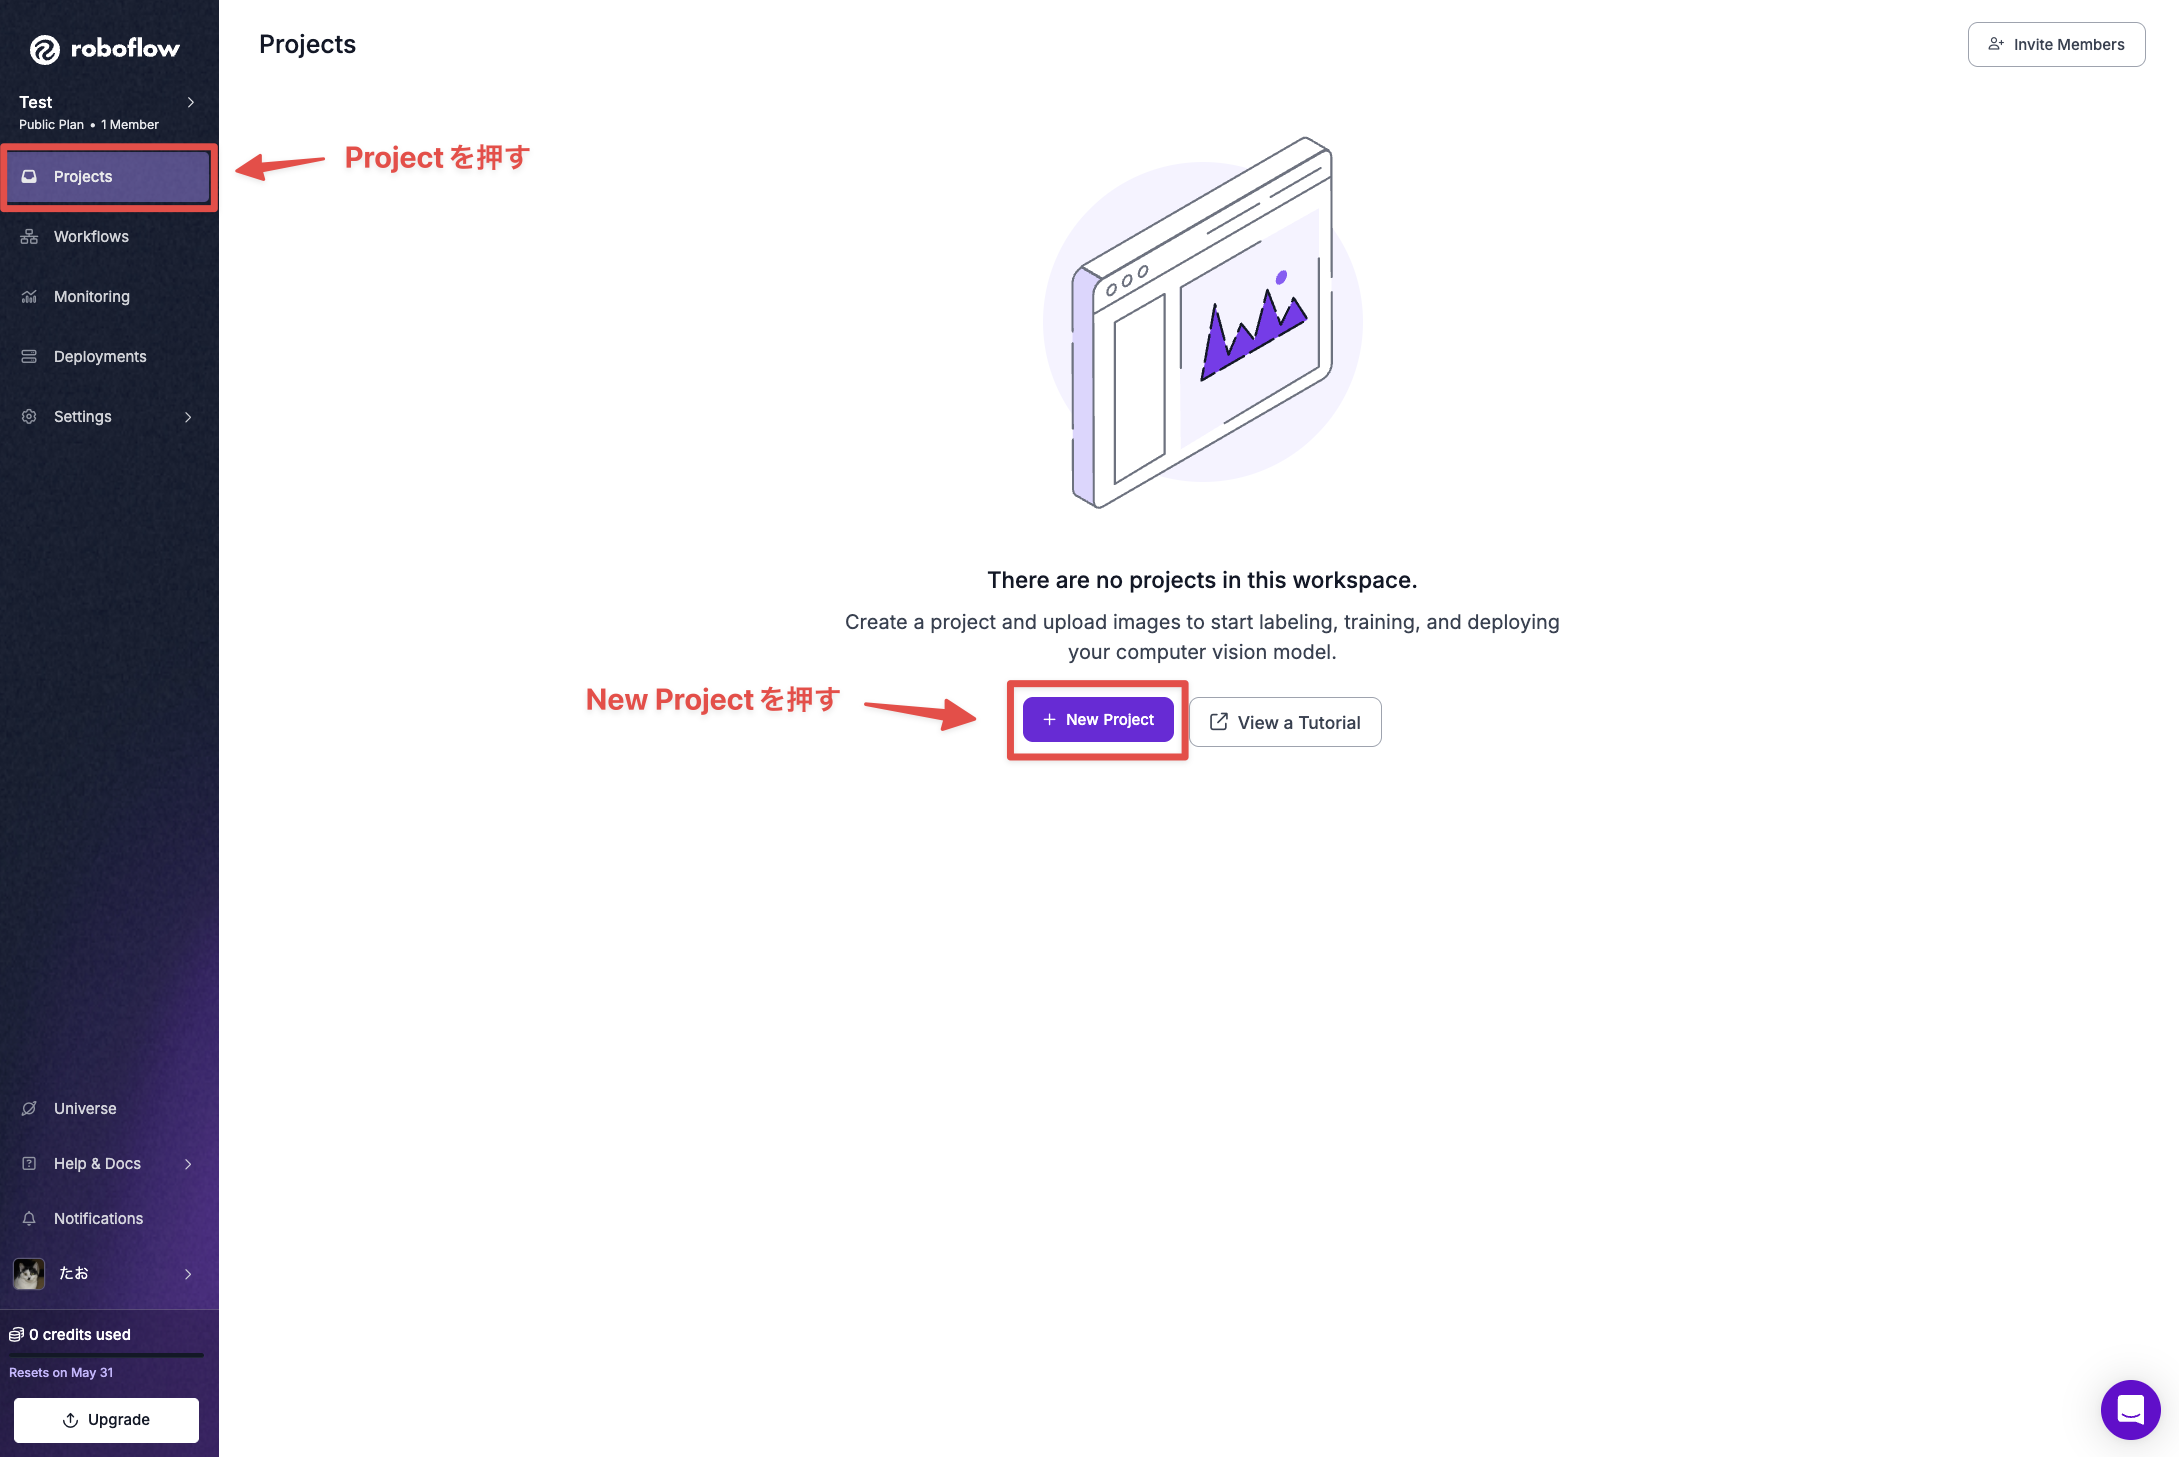 roboflow
Test
Public Plan • 1 Member
Projects
Workflows
Monitoring
Deployments
Settings
Universe
Help & Docs
Notifications
たお
0 credits used
Resets on May 31
Upgrade
Projects
Invite Members
Project を押す
There are no projects in this workspace.
Create a project and upload images to start labeling, training, and deploying
your computer vision model.
New Project を押す
New Project
View a Tutorial